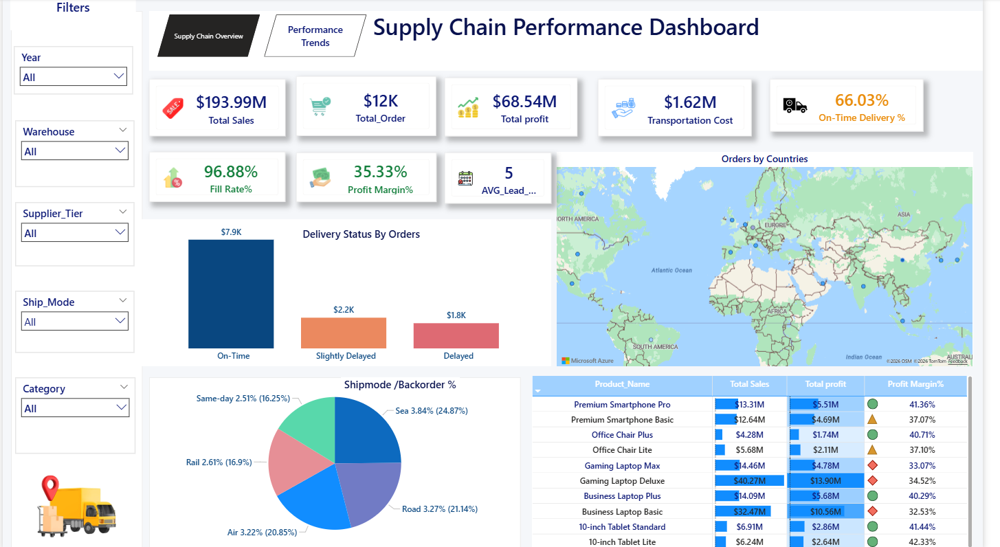 Filters
Supply Chain Overview
Performance
Trends
Supply Chain Performance Dashboard
Year
All
Warehouse
All
Supplier_Tier
All
Ship_Mode
All
Category
All
SALE
$193.99M
Total Sales
$12K
Total_Order
$68.54M
Total profit
$1.62M
Transportation Cost
66.03%
On-Time Delivery %
96.88%
Fill Rate%
35.33%
Profit Margin%
5
AVG_Lead_...
Orders by Countries
ORTH AMERICA
EUROPE
ASIA
Atlantic Ocean
AFRICA
SOUTH AMERICA
Indian Ocean
AUSTRAL
Microsoft Azure
©2026 OSM ©2026 TomTom Feedback
Delivery Status By Orders
$7.9K
$2.2K
$1.8K
On-Time
Slightly Delayed
Delayed
Shipmode /Backorder %
Same-day 2.51% (16.25%)
Sea 3.84% (24.87%)
Rail 2.61% (16.9%)
Road 3.27% (21.14%)
Air 3.22% (20.85%)
Product_Name Total Sales Total profit Profit Margin%
Premium Smartphone Pro $13.31M $5.51M 41.36%
Premium Smartphone Basic $12.64M $4.69M 37.07%
Office Chair Plus $4.28M $1.74M 40.71%
Office Chair Lite $5.68M $2.11M 37.10%
Gaming Laptop Max $14.46M $4.78M 33.07%
Gaming Laptop Deluxe $40.27M $13.90M 34.52%
Business Laptop Plus $14.09M $5.68M 40.29%
Business Laptop Basic $32.47M $10.56M 32.53%
10-inch Tablet Standard $6.91M $2.86M 41.44%
10-inch Tablet Lite $6.24M $2.64M 42.33%